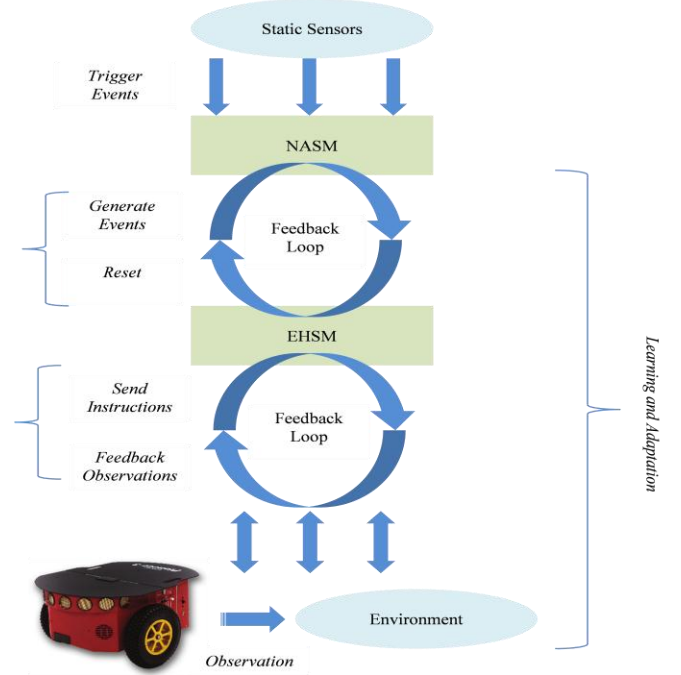 Static Sensors
Trigger
Events
NASM
Generate
Events
Feedback
Loop
Reset
EHSM
Send
Instructions
Feedback
Loop
Feedback
Observations
Learning and Adaptation
Environment
Observation